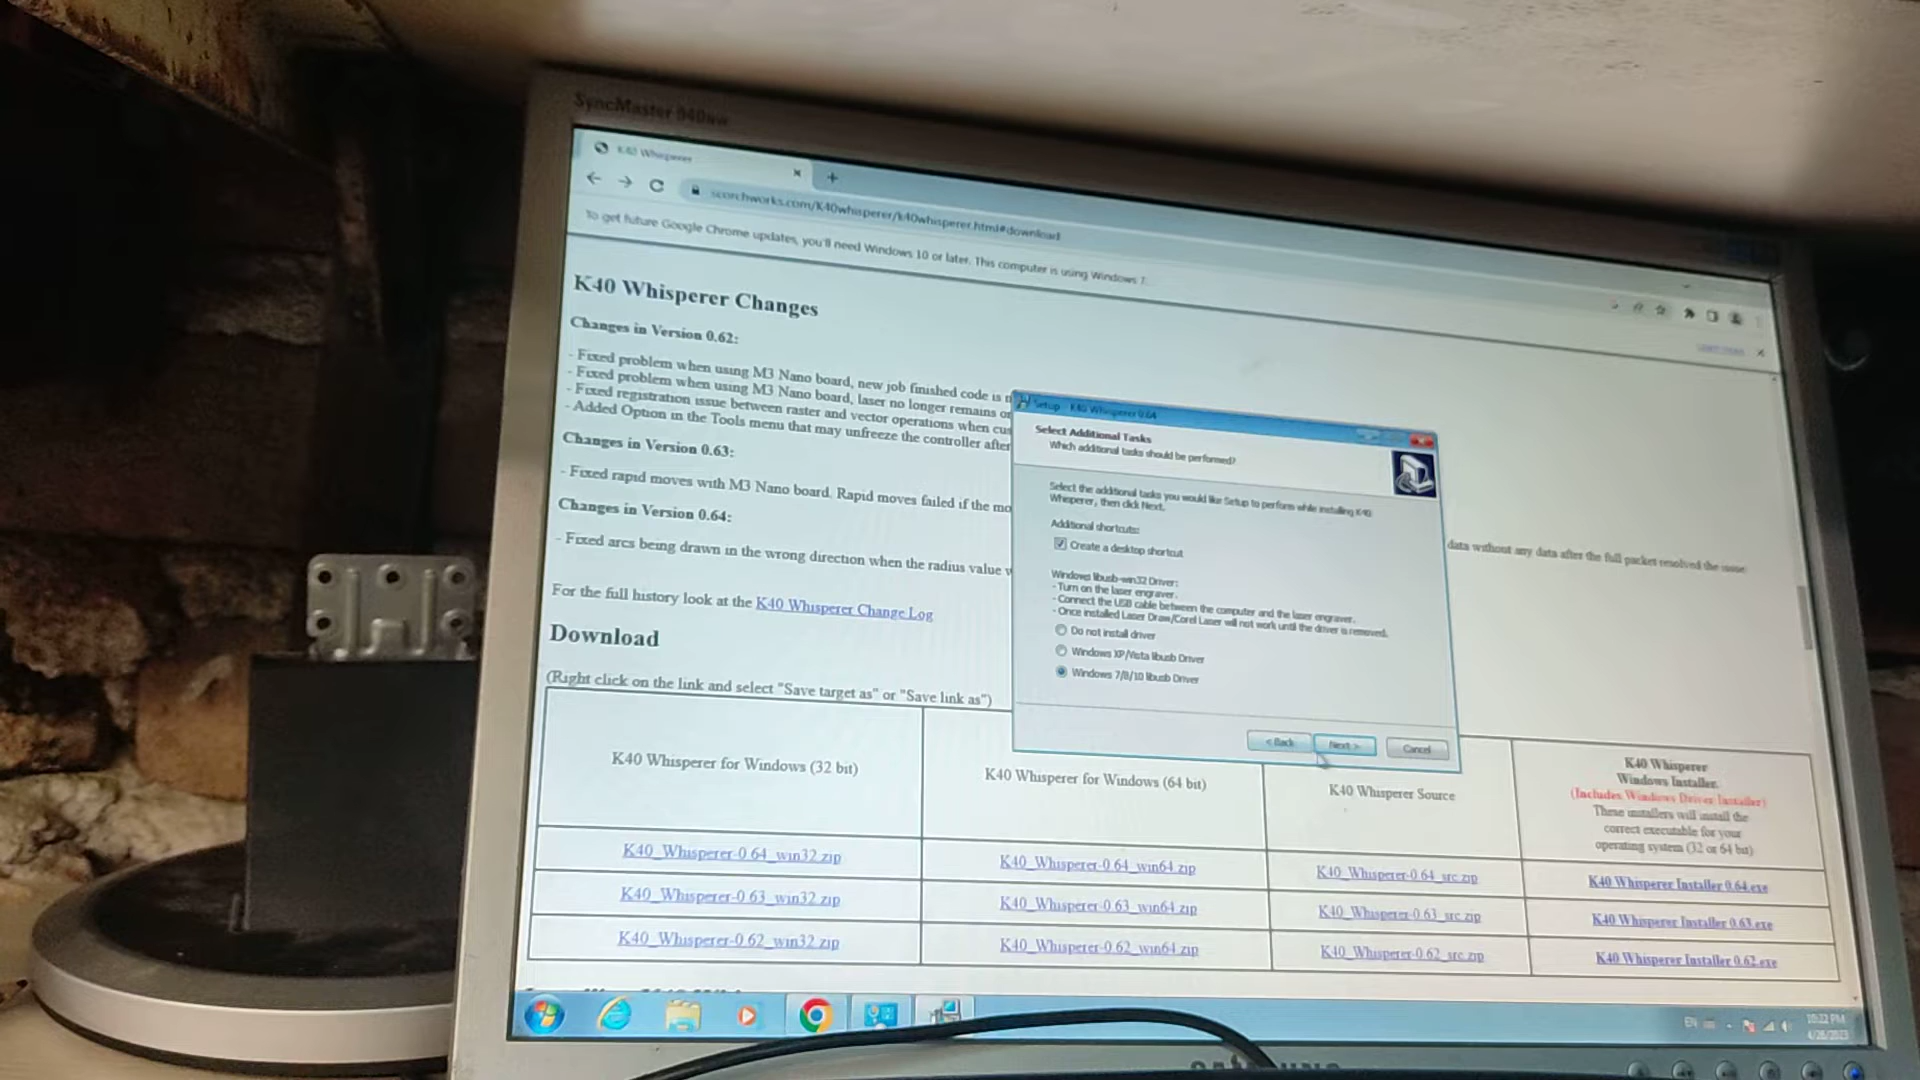 SyncMaster 940NW
K40 Whisperer
scorchworks.com/K40whisperer/k40whisperer.html#download
To get future Google Chrome updates, you'll need Windows 10 or later. This computer is using Windows 7.
Learn more
K40 Whisperer Changes
Changes in Version 0.62:
- Fixed problem when using M3 Nano board, new job finished code is
- Fixed problem when using M3 Nano board, laser no longer remains
- Fixed registration issue between raster and vector operations when
- Added Option in the Tools menu that may unfreeze the controller after
Changes in Version 0.63:
- Fixed rapid moves with M3 Nano board. Rapid moves failed if the
data without any data after the full packet resolved the issue
Changes in Version 0.64:
- Fixed arcs being drawn in the wrong direction when the radius value
For the full history look at the K40 Whisperer Change Log
Download
(Right click on the link and select "Save target as" or "Save link as")
Setup - K40 Whisperer 0.64
Select Additional Tasks
Which additional tasks should be performed?
Select the additional tasks you would like Setup to perform while installing K40
Whisperer, then click Next.
Additional shortcuts:
Create a desktop shortcut
Windows libusb-win32 Driver:
- Turn on the laser engraver.
- Connect the USB cable between the computer and the laser engraver.
- Once installed Laser Draw/Corel Laser will not work until the driver is removed.
Do not install driver
Windows XP/Vista libusb Driver
Windows 7/8/10 libusb Driver
< Back
Next >
Cancel
K40 Whisperer for Windows (32 bit)
K40 Whisperer for Windows (64 bit)
K40 Whisperer Source
K40 Whisperer
Windows Installer.
(Includes Windows Driver Installer)
These installers will install the
correct executable for your
operating system (32 or 64 bit)
K40_Whisperer-0.64_win32.zip
K40_Whisperer-0.64_win64.zip
K40_Whisperer-0.64_src.zip
K40 Whisperer Installer 0.64.exe
K40_Whisperer-0.63_win32.zip
K40_Whisperer-0.63_win64.zip
K40_Whisperer-0.63_src.zip
K40 Whisperer Installer 0.63.exe
K40_Whisperer-0.62_win32.zip
K40_Whisperer-0.62_win64.zip
K40_Whisperer-0.62_src.zip
K40 Whisperer Installer 0.62.exe
EN
10:22 PM
4/28/2023
SAMSUNG